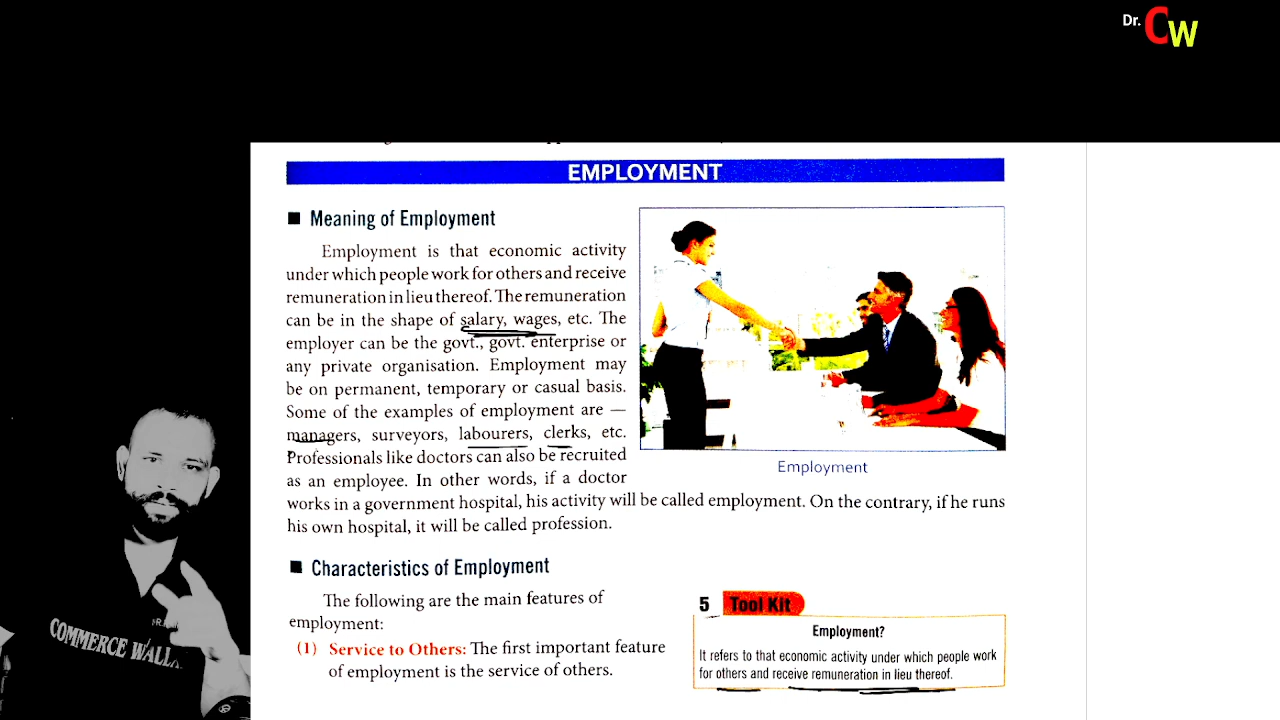 Dr. CW
EMPLOYMENT
■ Meaning of Employment
Employment is that economic activity
under which people work for others and receive
remuneration in lieu thereof. The remuneration
can be in the shape of salary, wages, etc. The
employer can be the govt., govt. enterprise or
any private organisation. Employment may
be on permanent, temporary or casual basis.
Some of the examples of employment are —
managers, surveyors, labourers, clerks, etc.
Professionals like doctors can also be recruited
as an employee. In other words, if a doctor
works in a government hospital, his activity will be called employment. On the contrary, if he runs
his own hospital, it will be called profession.
Employment
■ Characteristics of Employment
The following are the main features of
employment:
(1) Service to Others: The first important feature
of employment is the service of others.
5 Tool Kit
Employment?
It refers to that economic activity under which people work
for others and receive remuneration in lieu thereof.
COMMERCE